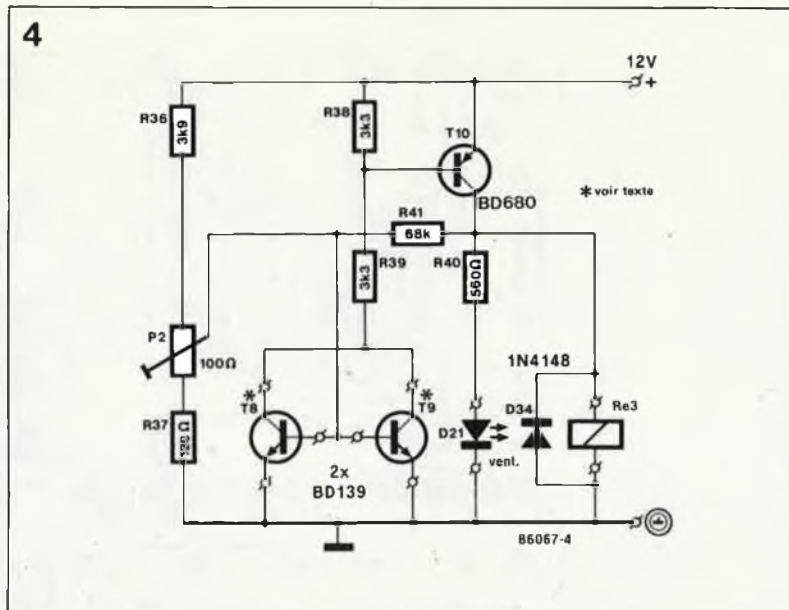 4
12V
+
R36
3k9
R38
3k3
T10
BD680
* voir texte
R41
68k
R39
3k3
R40
560Ω
P2
100Ω
1N4148
*
T8
*
T9
R37
120Ω
D21
D34
Re3
vent.
2x
BD139
86067-4